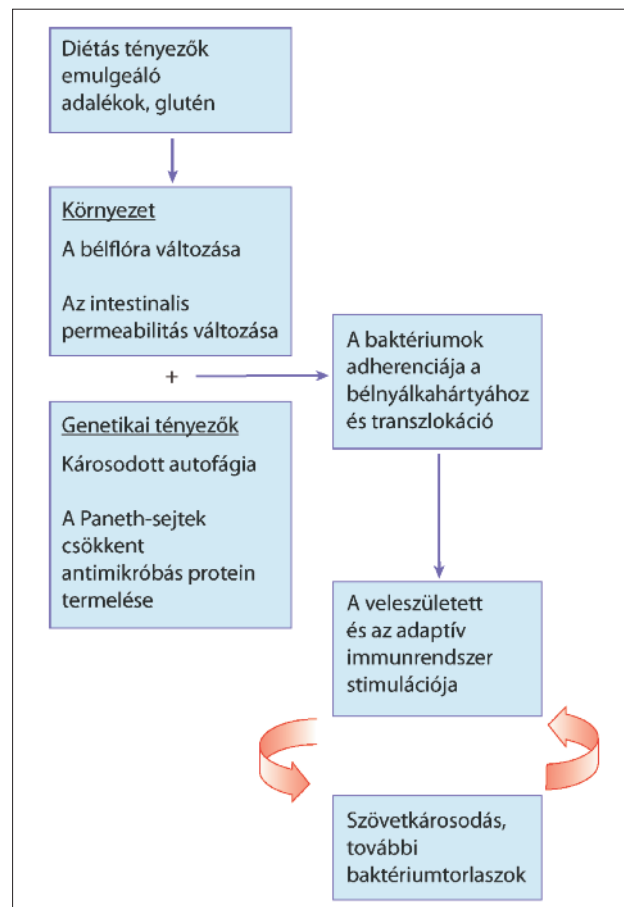 Diétás tényezők
emulgeáló
adalékok, glutén
Környezet
A bélflóra változása
Az intestinalis
permeabilitás változása
+
Genetikai tényezők
Károsodott autofágia
A Paneth-sejtek
csökkent
antimikróbás protein
termelése
A baktériumok
adherenciája a
bélnyálkahártyához
és transzlokáció
A veleszületett
és az adaptív
immunrendszer
stimulációja
Szövetkárosodás,
további
baktériumtorlaszok